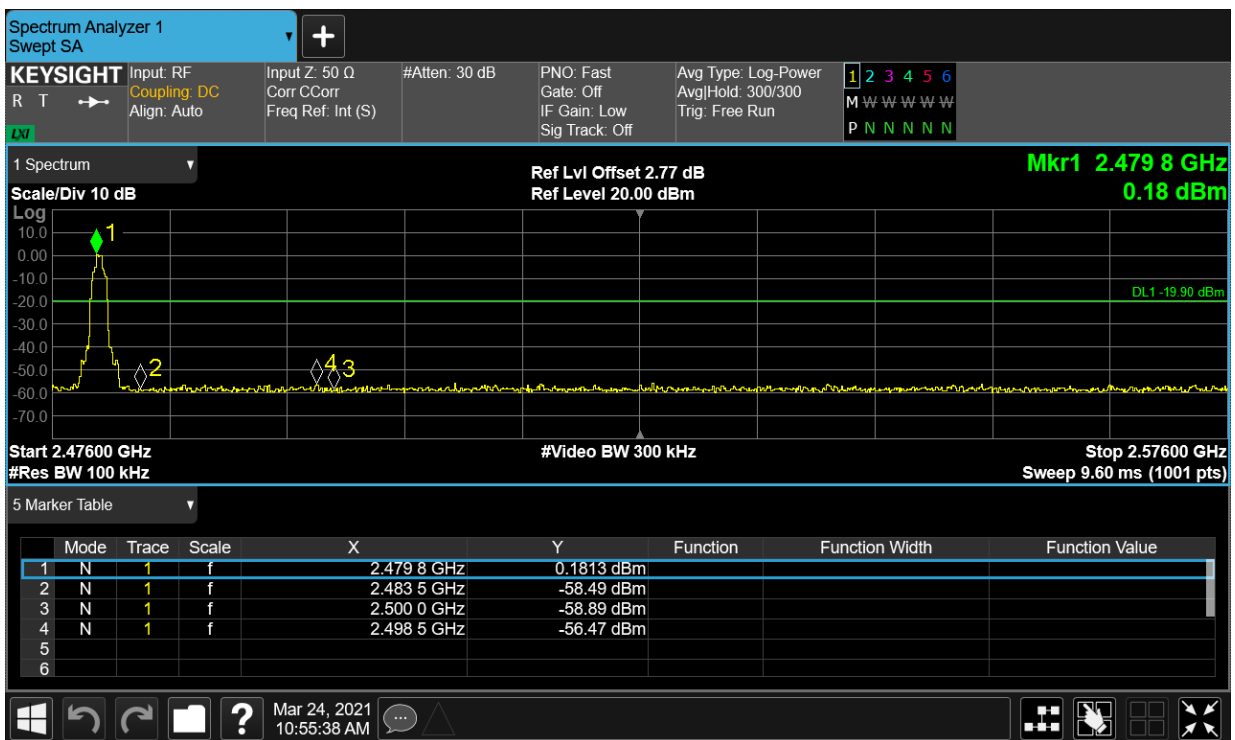 Spectrum Analyzer 1
Swept SA
+
KEYSIGHT
R T
LXI
Input: RF
Coupling: DC
Align: Auto
Input Z: 50 Ω
Corr CCorr
Freq Ref: Int (S)
#Atten: 30 dB
PNO: Fast
Gate: Off
IF Gain: Low
Sig Track: Off
Avg Type: Log-Power
Avg|Hold: 300/300
Trig: Free Run
1 2 3 4 5 6
M W W W W W
P N N N N N
1 Spectrum
Scale/Div 10 dB
Ref Lvl Offset 2.77 dB
Ref Level 20.00 dBm
Mkr1 2.479 8 GHz
0.18 dBm
Log
10.0
0.00
-10.0
-20.0
-30.0
-40.0
-50.0
-60.0
-70.0
1
2
4
3
DL1 -19.90 dBm
Start 2.47600 GHz
#Res BW 100 kHz
#Video BW 300 kHz
Stop 2.57600 GHz
Sweep 9.60 ms (1001 pts)
5 Marker Table
Mode Trace Scale X Y Function Function Width Function Value
1 N 1 f 2.479 8 GHz 0.1813 dBm
2 N 1 f 2.483 5 GHz -58.49 dBm
3 N 1 f 2.500 0 GHz -58.89 dBm
4 N 1 f 2.498 5 GHz -56.47 dBm
5
6
?
Mar 24, 2021
10:55:38 AM